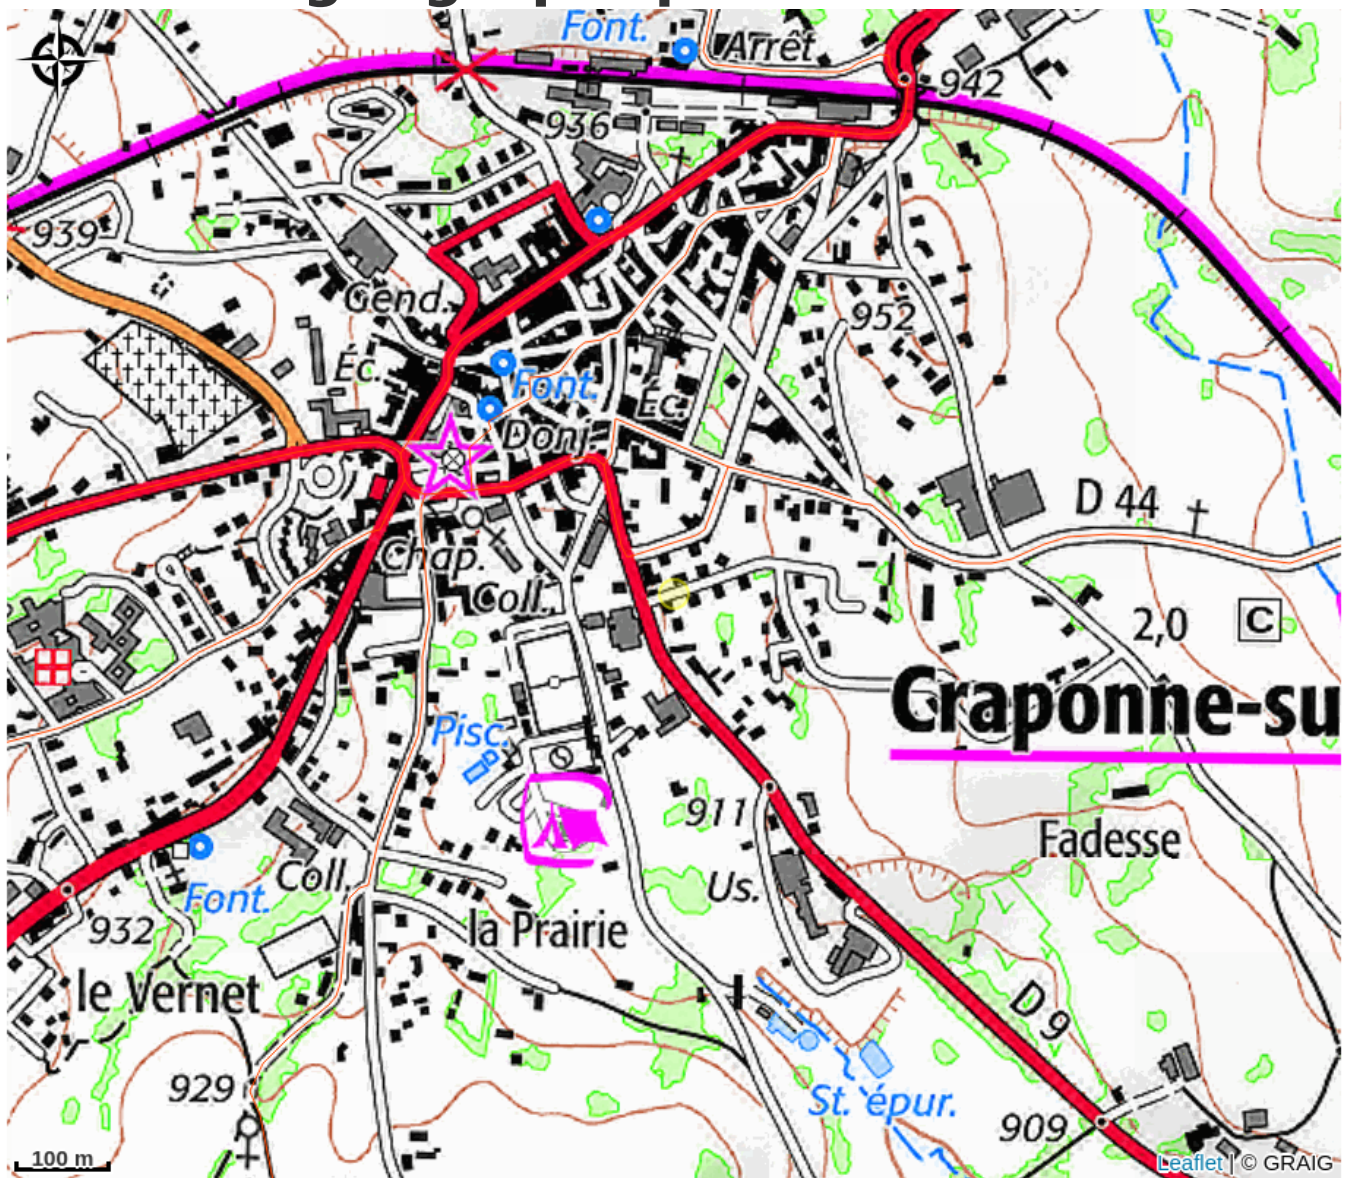 Font.
Arrêt
942
936
939
Gend.
952
Éc.
Font.
Éc.
Donj.
D 44
Chap.
Coll.
2,0
C
Craponne-su
Pisc.
911
Fadesse
Coll.
Us.
Font.
932
la Prairie
le Vernet
D 9
929
St. épur.
909
100 m
Leaflet | © GRAIG